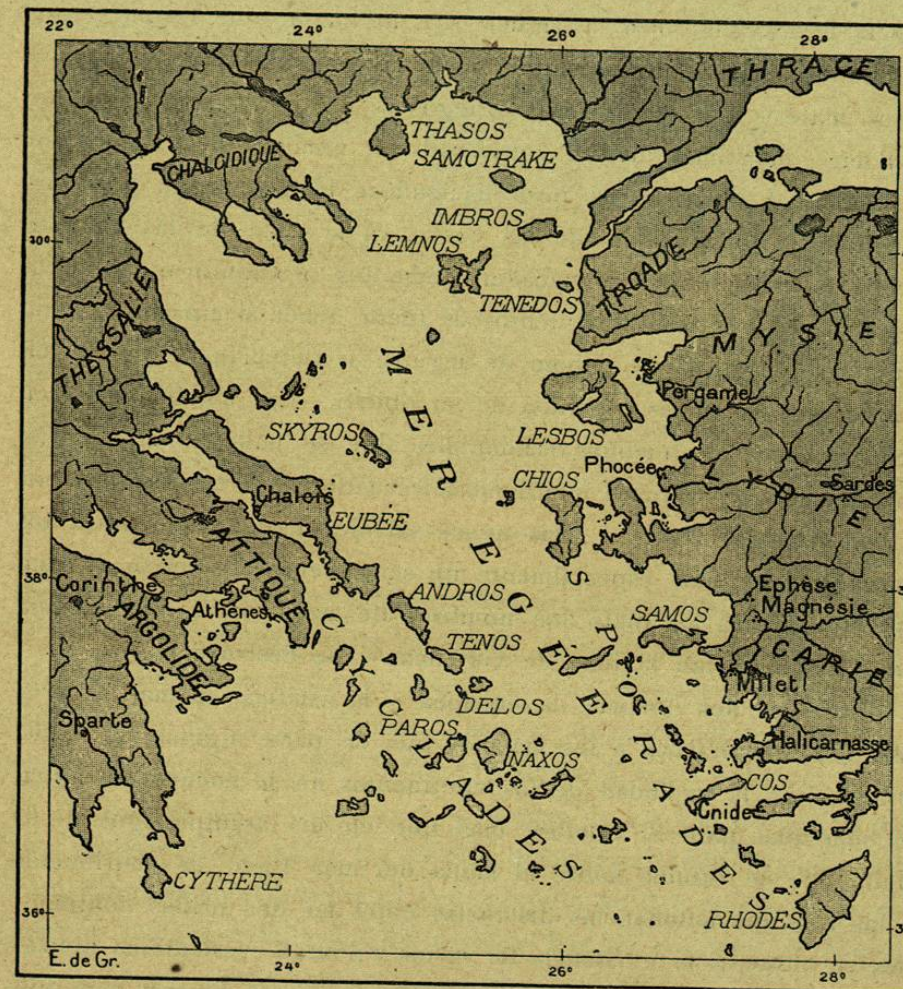 22° 24° 26° 28°
THRACE
THASOS
SAMOTRAKE
CHALCIDIQUE
IMBROS
LEMNOS
30°
TROADE
TENEDOS
THESSALIE
MYSIE
MER EGÉE
Pergame
LESBOS
SKYROS
Phocée
CHIOS
LYDIE
Sardes
Chalcis
EUBÉE
ATTIQUE
38°
Corinthe
ANDROS
Ephèse
Magnésie
ARGOLIDE
Athènes
SAMOS
TENOS
CARIE
SPORADES
CYCLADES
Milet
DELOS
Sparte
PAROS
NAXOS
Halicarnasse
COS
Cnide
CYTHÈRE
36°
RHODES
E. de Gr.
24° 26° 28°